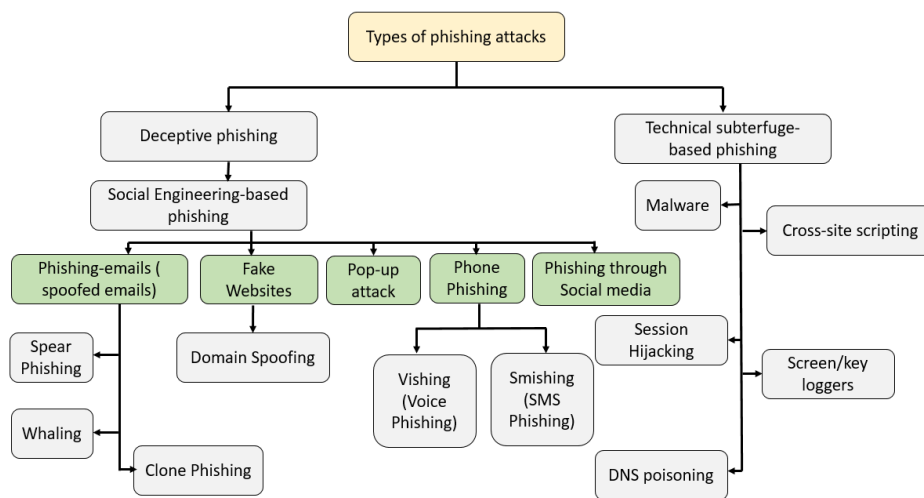 Types of phishing attacks
Deceptive phishing
Technical subterfuge-
based phishing
Social Engineering-based
phishing
Malware
Cross-site scripting
Phishing-emails (
spoofed emails)
Fake
Websites
Pop-up
attack
Phone
Phishing
Phishing through
Social media
Spear
Phishing
Domain Spoofing
Vishing
(Voice
Phishing)
Smishing
(SMS
Phishing)
Session
Hijacking
Screen/key
loggers
Whaling
Clone Phishing
DNS poisoning